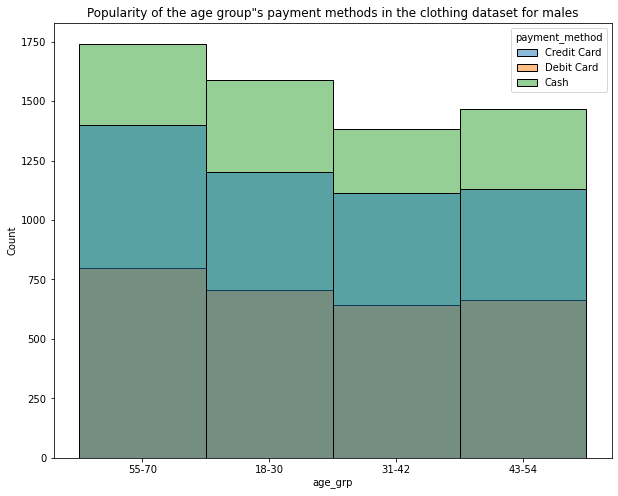 Popularity of the age group"s payment methods in the clothing dataset for males
payment_method
Credit Card
Debit Card
Cash
1750
1500
1250
1000
750
500
250
0
Count
55-70
18-30
31-42
43-54
age_grp